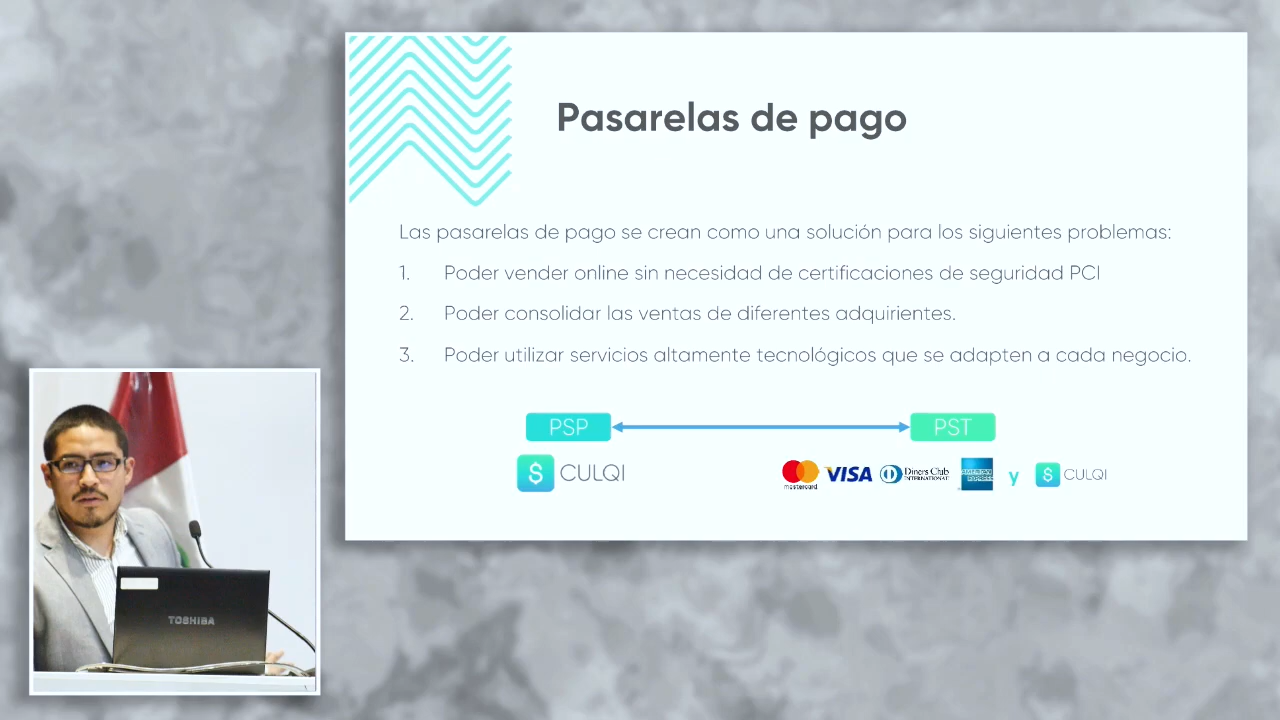 Pasarelas de pago
Las pasarelas de pago se crean como una solución para los siguientes problemas:
1. Poder vender online sin necesidad de certificaciones de seguridad PCI
2. Poder consolidar las ventas de diferentes adquirientes.
3. Poder utilizar servicios altamente tecnológicos que se adapten a cada negocio.
PSP PST
$ CULQI
mastercard VISA Diners Club INTERNATIONAL AMERICAN EXPRESS y $ CULQI
TOSHIBA